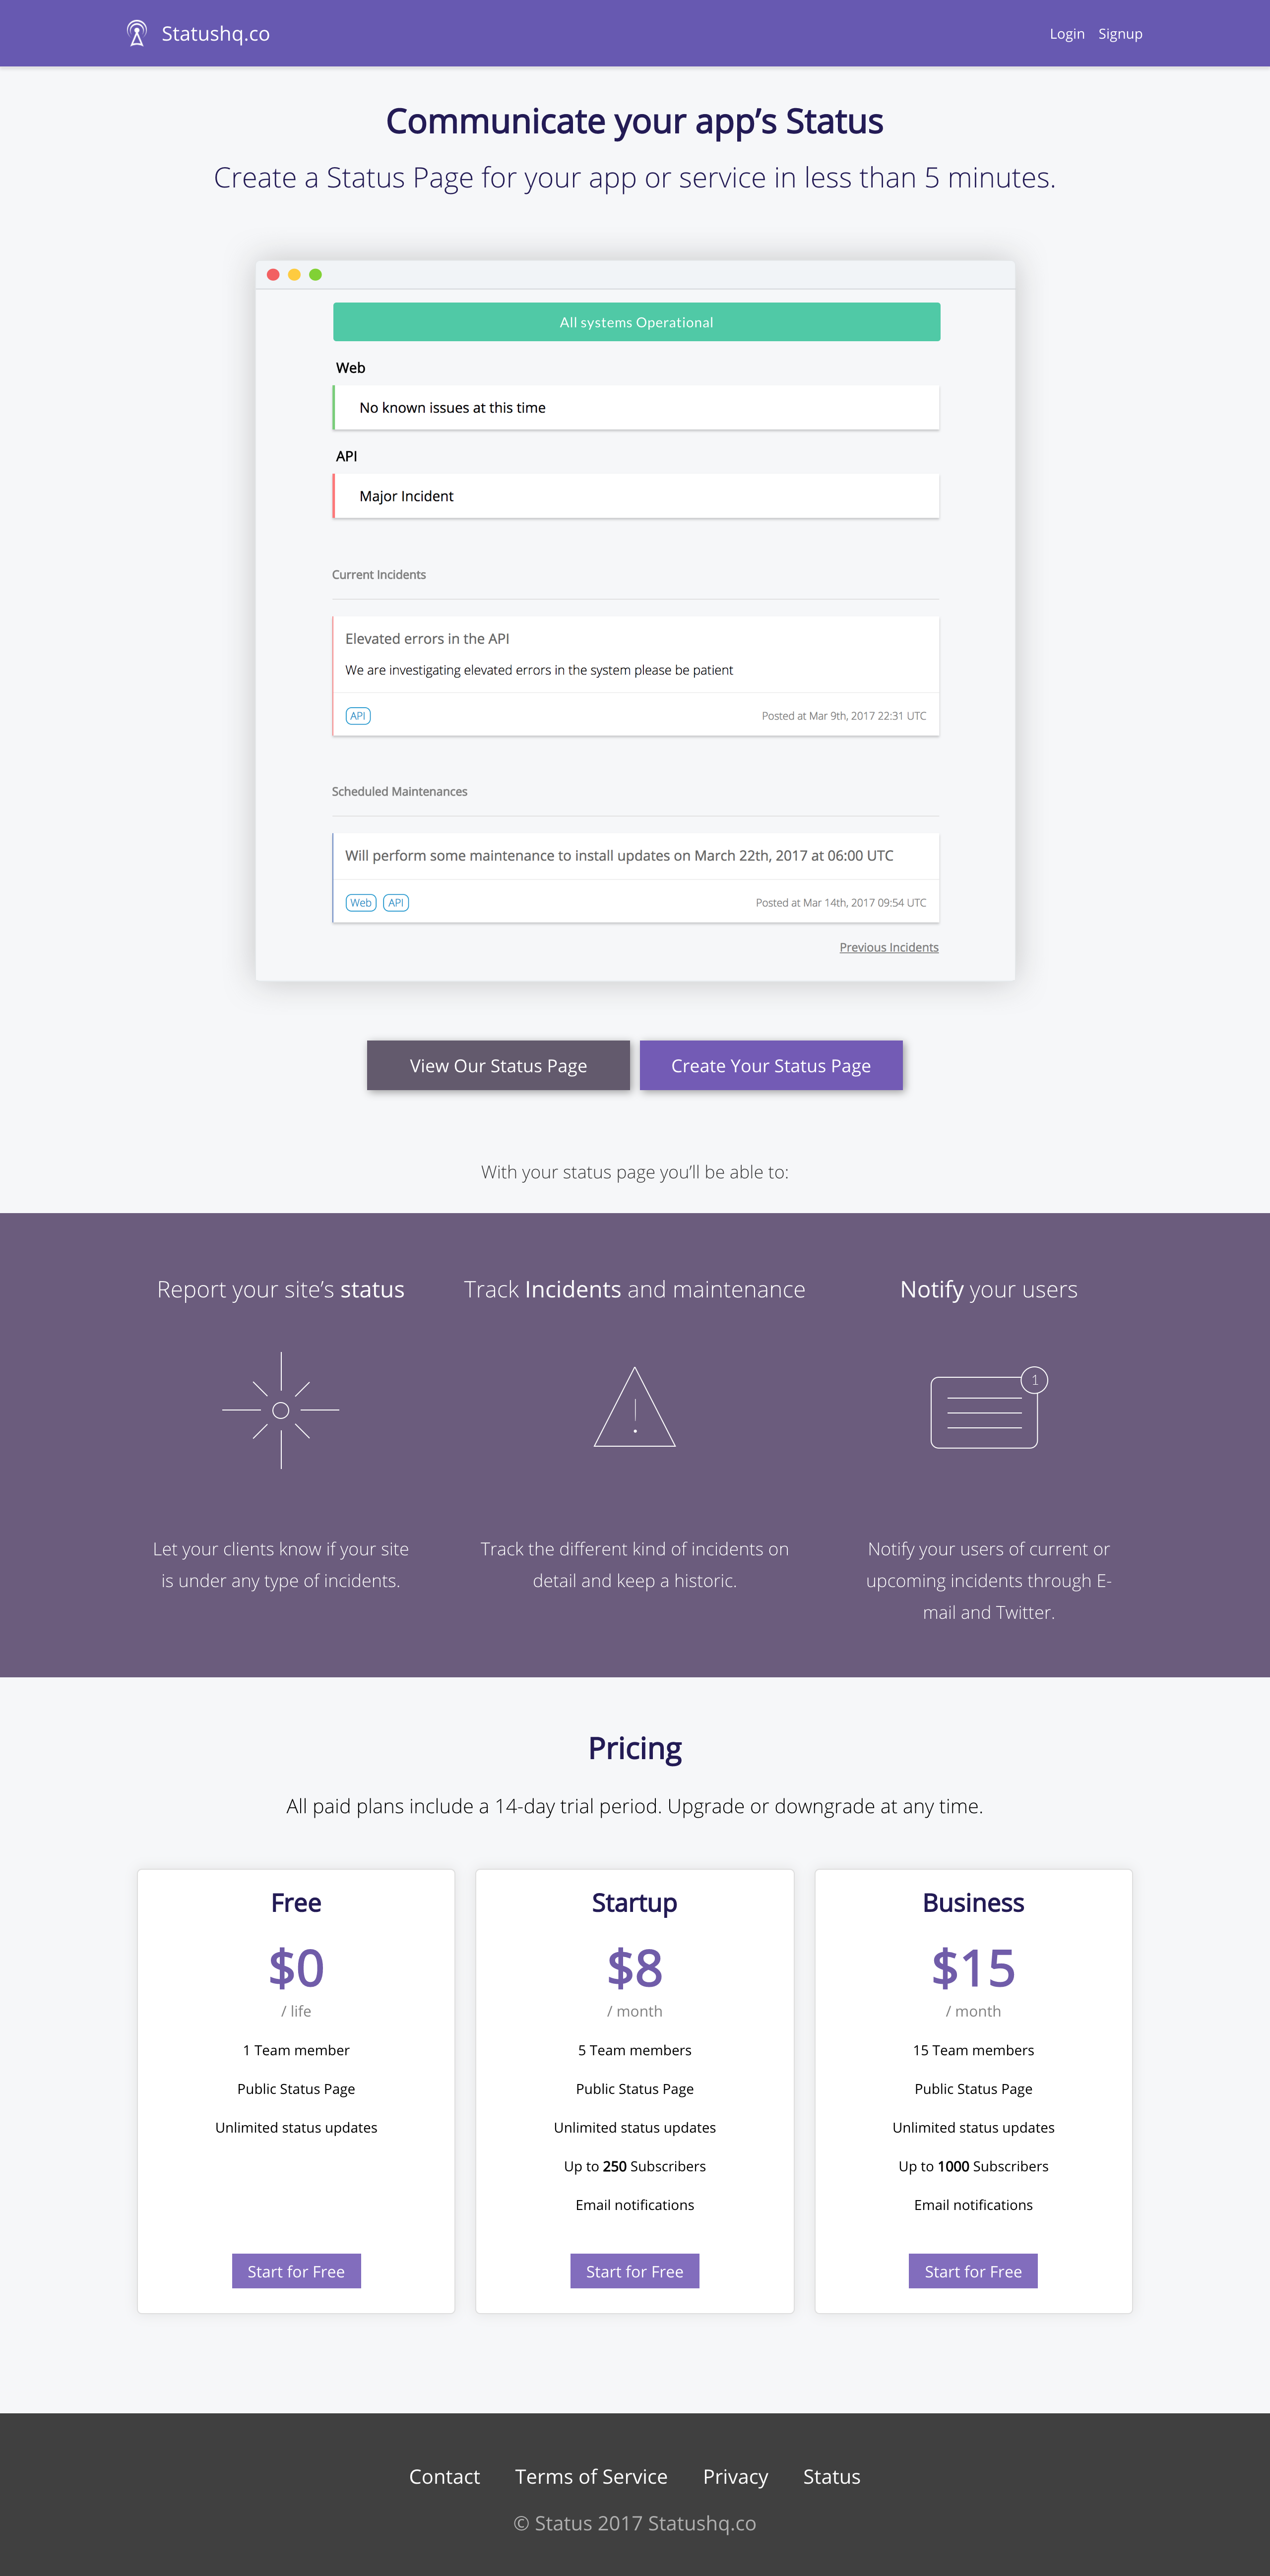 Statushq.co
Login Signup
Communicate your app’s Status
Create a Status Page for your app or service in less than 5 minutes.
All systems Operational
Web
No known issues at this time
API
Major Incident
Current Incidents
Elevated errors in the API
We are investigating elevated errors in the system please be patient
API
Posted at Mar 9th, 2017 22:31 UTC
Scheduled Maintenances
Will perform some maintenance to install updates on March 22th, 2017 at 06:00 UTC
Web API
Posted at Mar 14th, 2017 09:54 UTC
Previous Incidents
View Our Status Page
Create Your Status Page
With your status page you’ll be able to:
Report your site’s status
Let your clients know if your site
is under any type of incidents.
Track Incidents and maintenance
Track the different kind of incidents on
detail and keep a historic.
Notify your users
1
Notify your users of current or
upcoming incidents through E-
mail and Twitter.
Pricing
All paid plans include a 14-day trial period. Upgrade or downgrade at any time.
Free
$0
/ life
1 Team member
Public Status Page
Unlimited status updates
Start for Free
Startup
$8
/ month
5 Team members
Public Status Page
Unlimited status updates
Up to 250 Subscribers
Email notifications
Start for Free
Business
$15
/ month
15 Team members
Public Status Page
Unlimited status updates
Up to 1000 Subscribers
Email notifications
Start for Free
Contact Terms of Service Privacy Status
© Status 2017 Statushq.co